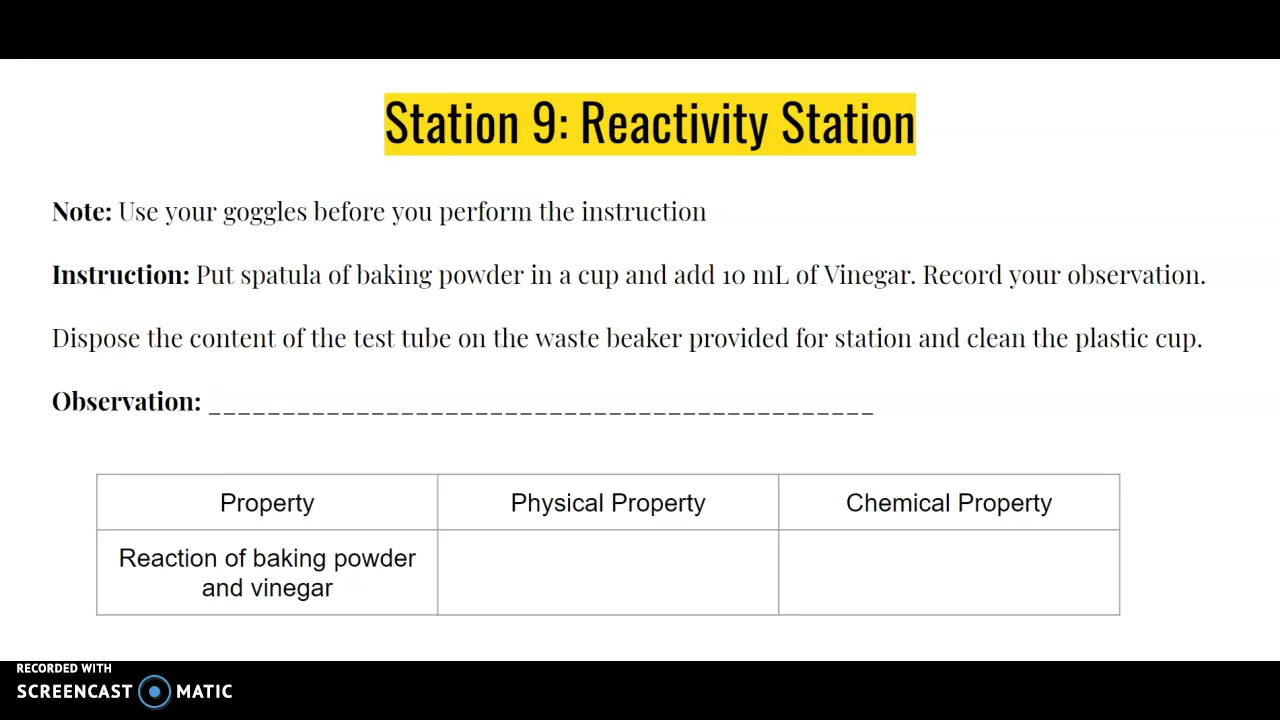 Station 9: Reactivity Station
Note: Use your goggles before you perform the instruction
Instruction: Put spatula of baking powder in a cup and add 10 mL of Vinegar. Record your observation.
Dispose the content of the test tube on the waste beaker provided for station and clean the plastic cup.
Observation: _____________________________________________
Property Physical Property Chemical Property
Reaction of baking powder
and vinegar
RECORDED WITH
SCREENCAST MATIC